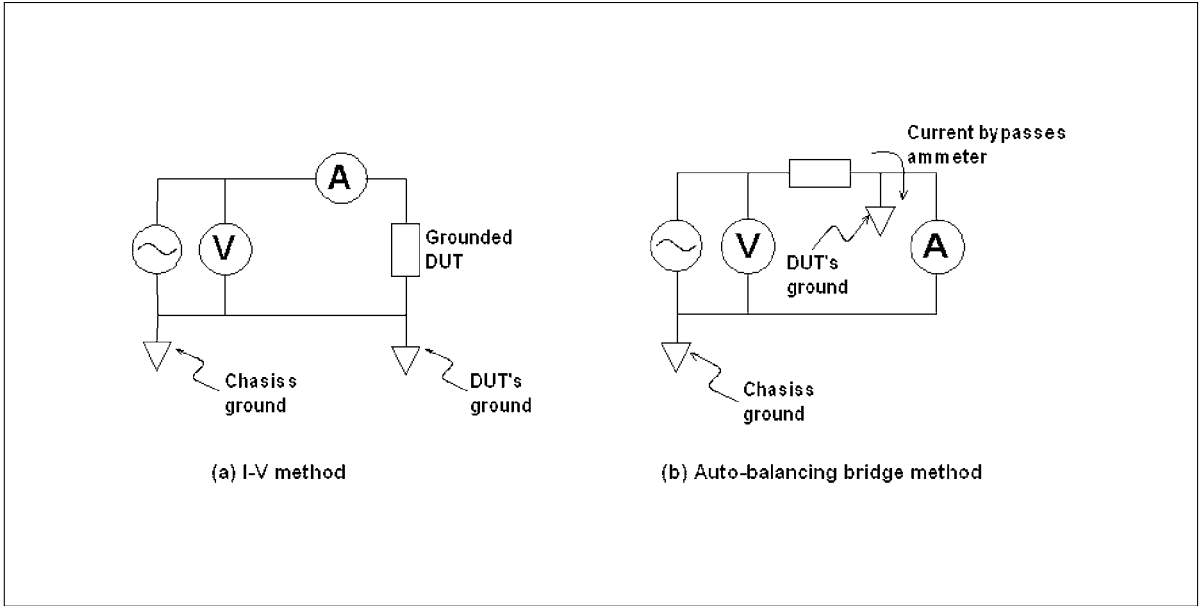 A
V
Grounded
DUT
Chasiss
ground
DUT's
ground
(a) I-V method
Current bypasses
ammeter
V
A
DUT's
ground
Chasiss
ground
(b) Auto-balancing bridge method